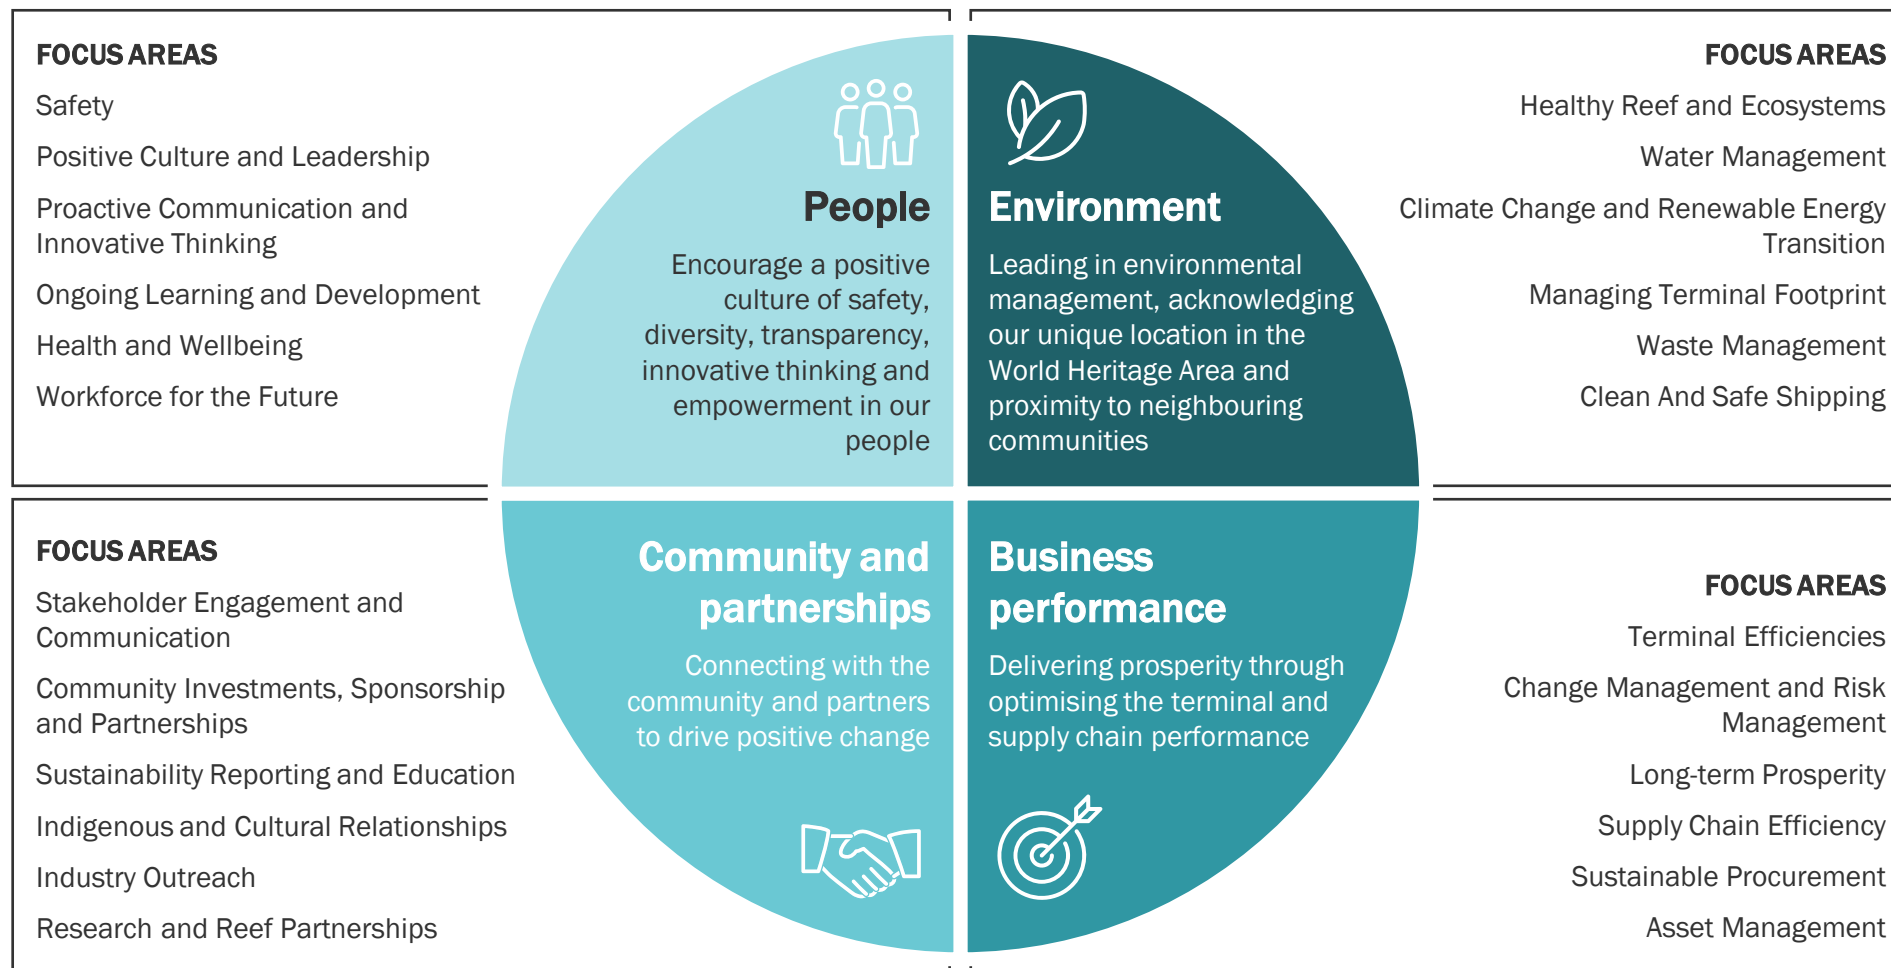 FOCUS AREAS
Safety
Positive Culture and Leadership
Proactive Communication and
Innovative Thinking
Ongoing Learning and Development
Health and Wellbeing
Workforce for the Future
People
Encourage a positive
culture of safety,
diversity, transparency,
innovative thinking and
empowerment in our
people
Environment
Leading in environmental
management, acknowledging
our unique location in the
World Heritage Area and
proximity to neighbouring
communities
FOCUS AREAS
Healthy Reef and Ecosystems
Water Management
Climate Change and Renewable Energy
Transition
Managing Terminal Footprint
Waste Management
Clean And Safe Shipping
FOCUS AREAS
Stakeholder Engagement and
Communication
Community Investments, Sponsorship
and Partnerships
Sustainability Reporting and Education
Indigenous and Cultural Relationships
Industry Outreach
Research and Reef Partnerships
Community and
partnerships
Connecting with the
community and partners
to drive positive change
Business
performance
Delivering prosperity through
optimising the terminal and
supply chain performance
FOCUS AREAS
Terminal Efficiencies
Change Management and Risk
Management
Long-term Prosperity
Supply Chain Efficiency
Sustainable Procurement
Asset Management